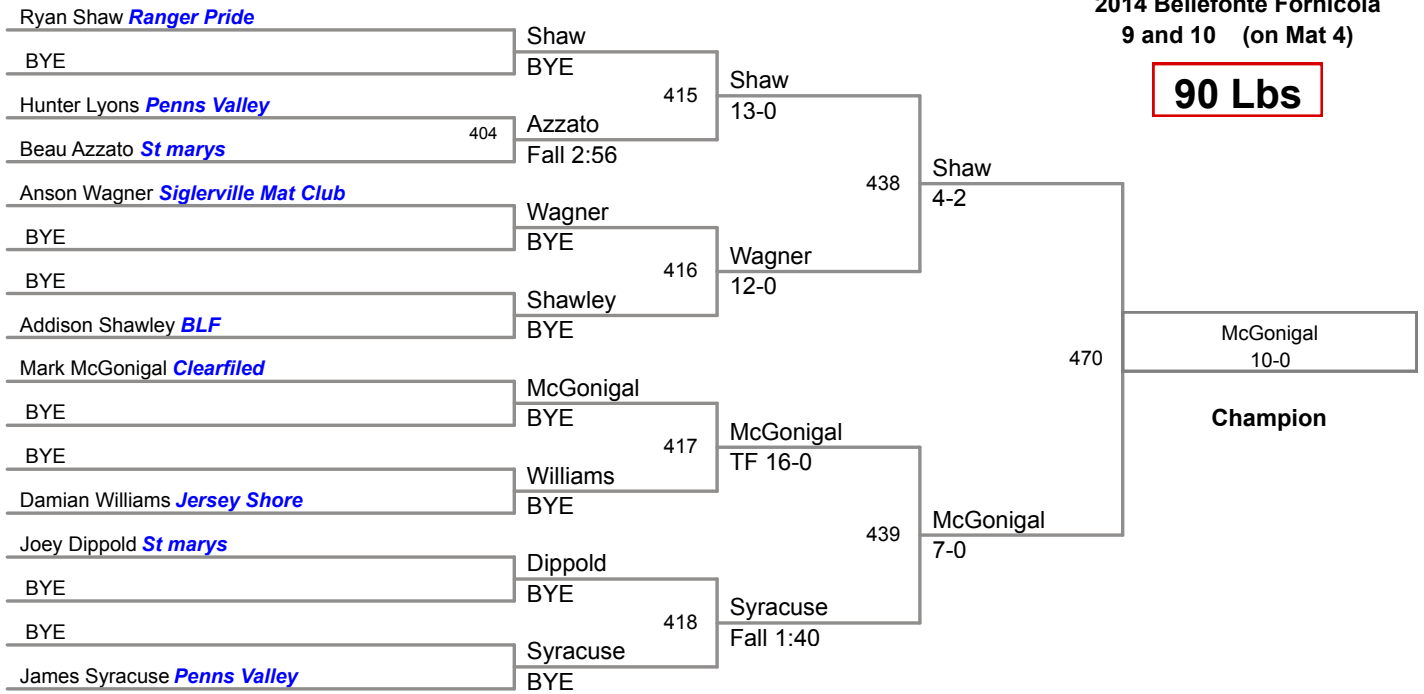 2014 Bellefonte Fornicola
9 and 10 (on Mat 4)
90 Lbs
Ryan Shaw Ranger Pride
BYE
Hunter Lyons Penns Valley
Beau Azzato St marys
Anson Wagner Siglerville Mat Club
BYE
BYE
Addison Shawley BLF
Mark McGonigal Clearfiled
BYE
BYE
Damian Williams Jersey Shore
Joey Dippold St marys
BYE
BYE
James Syracuse Penns Valley
404
Shaw
BYE
Azzato
Fall 2:56
Wagner
BYE
Shawley
BYE
McGonigal
BYE
Williams
BYE
Dippold
BYE
Syracuse
BYE
415
416
417
418
Shaw
13-0
Wagner
12-0
McGonigal
TF 16-0
Syracuse
Fall 1:40
438
439
Shaw
4-2
McGonigal
7-0
470
McGonigal
10-0
Champion